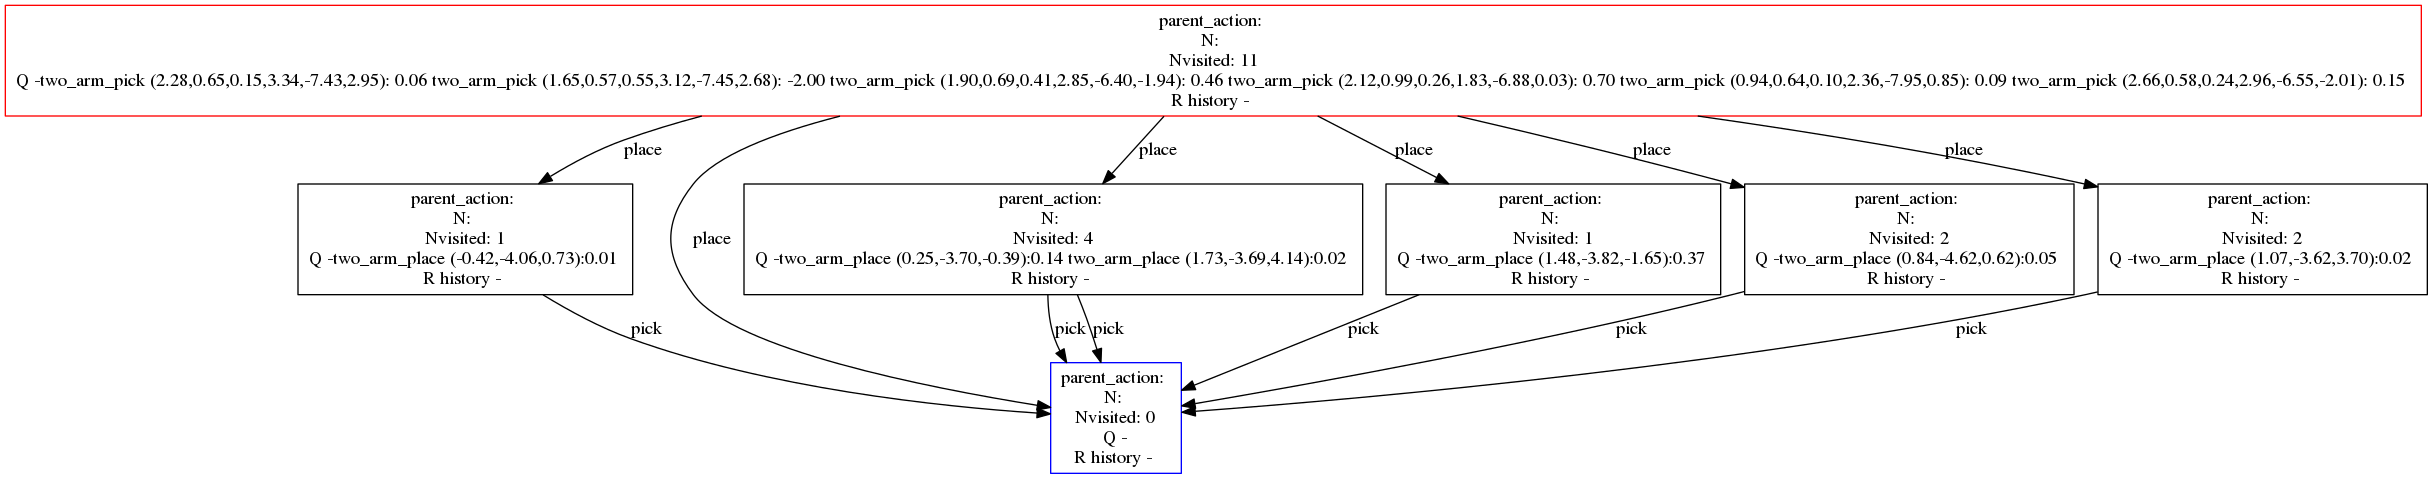 parent_action:
N:
Nvisited: 11
Q -two_arm_pick (2.28,0.65,0.15,3.34,-7.43,2.95): 0.06 two_arm_pick (1.65,0.57,0.55,3.12,-7.45,2.68): -2.00 two_arm_pick (1.90,0.69,0.41,2.85,-6.40,-1.94): 0.46 two_arm_pick (2.12,0.99,0.26,1.83,-6.88,0.03): 0.70 two_arm_pick (0.94,0.64,0.10,2.36,-7.95,0.85): 0.09 two_arm_pick (2.66,0.58,0.24,2.96,-6.55,-2.01): 0.15
R history -
place
place
place
place
place
place
parent_action:
N:
Nvisited: 1
Q -two_arm_place (-0.42,-4.06,0.73):0.01
R history -
parent_action:
N:
Nvisited: 4
Q -two_arm_place (0.25,-3.70,-0.39):0.14 two_arm_place (1.73,-3.69,4.14):0.02
R history -
parent_action:
N:
Nvisited: 1
Q -two_arm_place (1.48,-3.82,-1.65):0.37
R history -
parent_action:
N:
Nvisited: 2
Q -two_arm_place (0.84,-4.62,0.62):0.05
R history -
parent_action:
N:
Nvisited: 2
Q -two_arm_place (1.07,-3.62,3.70):0.02
R history -
pick
pick
pick
pick
pick
pick
parent_action:
N:
Nvisited: 0
Q -
R history -